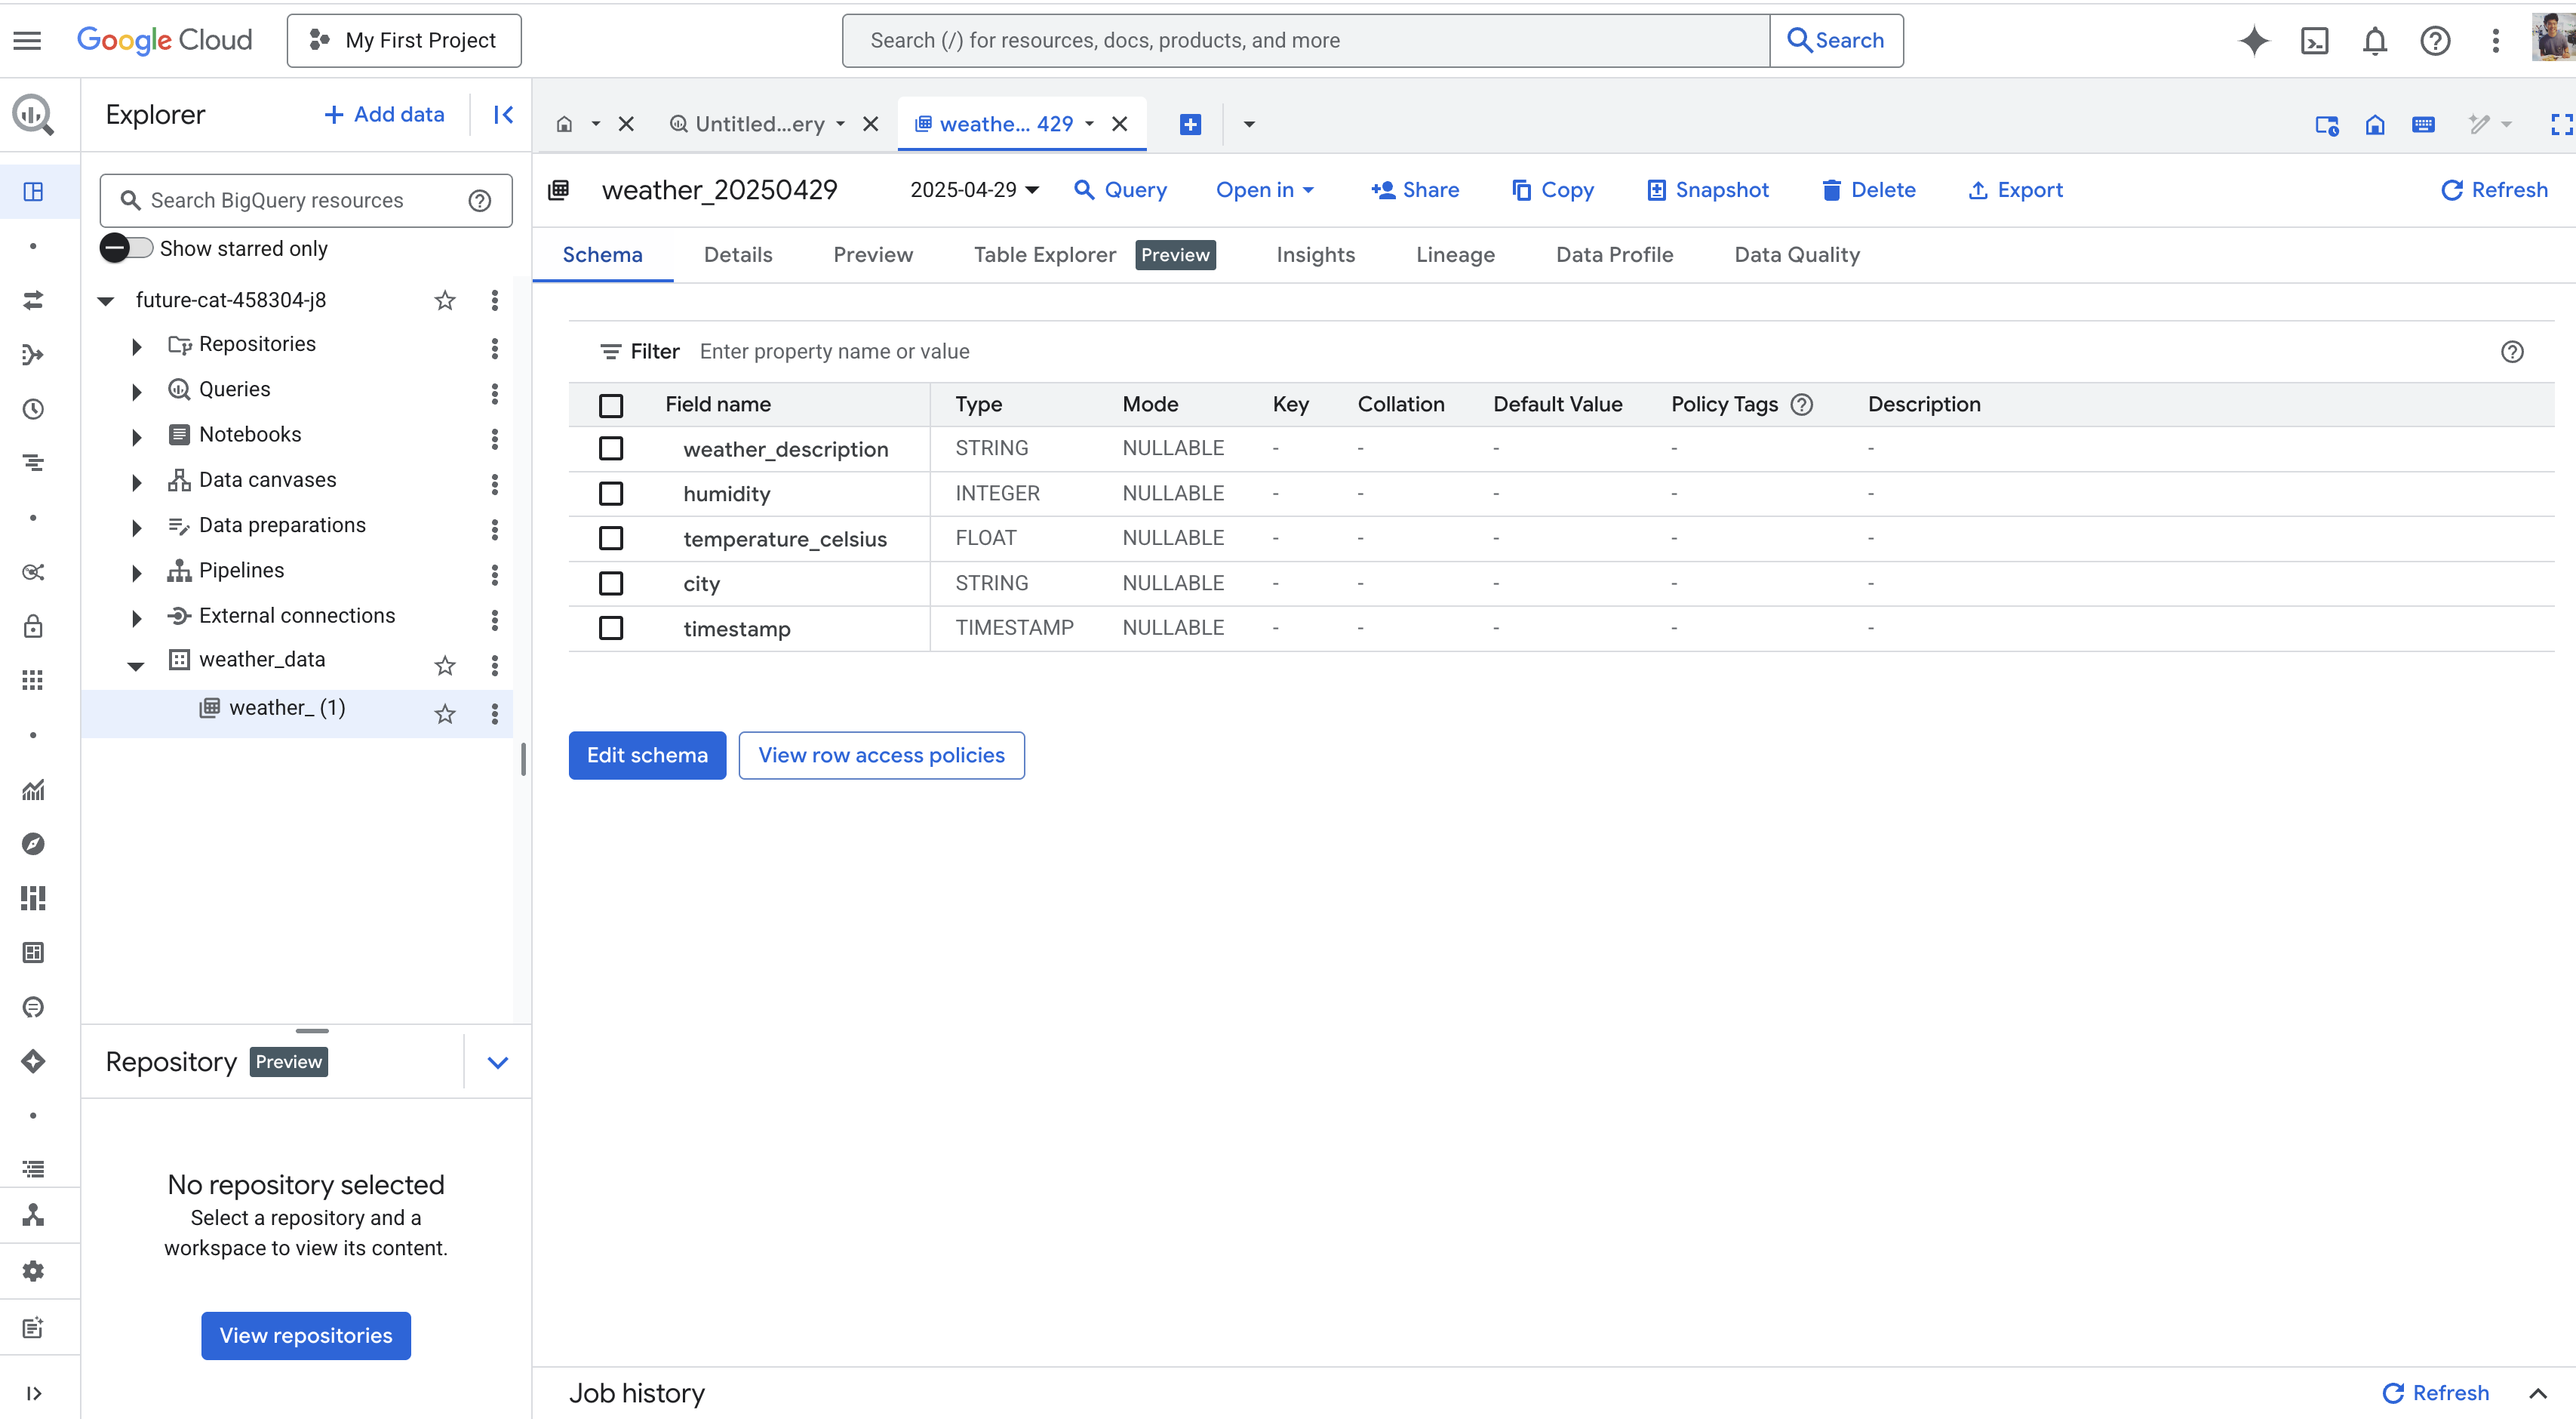 Google Cloud
My First Project
Search (/) for resources, docs, products, and more
Search
Explorer
+ Add data
Untitled...ery
weathe... 429
Search BigQuery resources
Show starred only
future-cat-458304-j8
Repositories
Queries
Notebooks
Data canvases
Data preparations
Pipelines
External connections
weather_data
weather_ (1)
weather_20250429
2025-04-29
Query
Open in
Share
Copy
Snapshot
Delete
Export
Refresh
Schema Details Preview Table Explorer Preview Insights Lineage Data Profile Data Quality
Filter Enter property name or value
Field name Type Mode Key Collation Default Value Policy Tags Description
weather_description STRING NULLABLE - - - - -
humidity INTEGER NULLABLE - - - - -
temperature_celsius FLOAT NULLABLE - - - - -
city STRING NULLABLE - - - - -
timestamp TIMESTAMP NULLABLE - - - - -
Edit schema
View row access policies
Repository Preview
No repository selected
Select a repository and a
workspace to view its content.
View repositories
Job history
Refresh